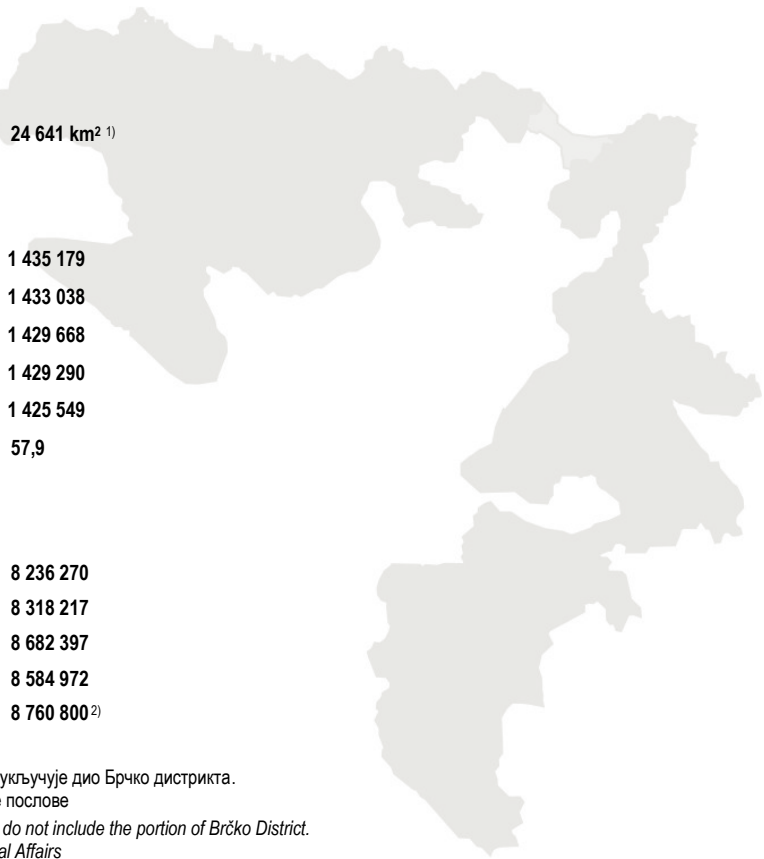 24 641 km² ¹⁾
1 435 179
1 433 038
1 429 668
1 429 290
1 425 549
57,9
8 236 270
8 318 217
8 682 397
8 584 972
8 760 800 ²⁾
укључује дио Брчко дистрикта.
е послове
do not include the portion of Brčko District.
al Affairs